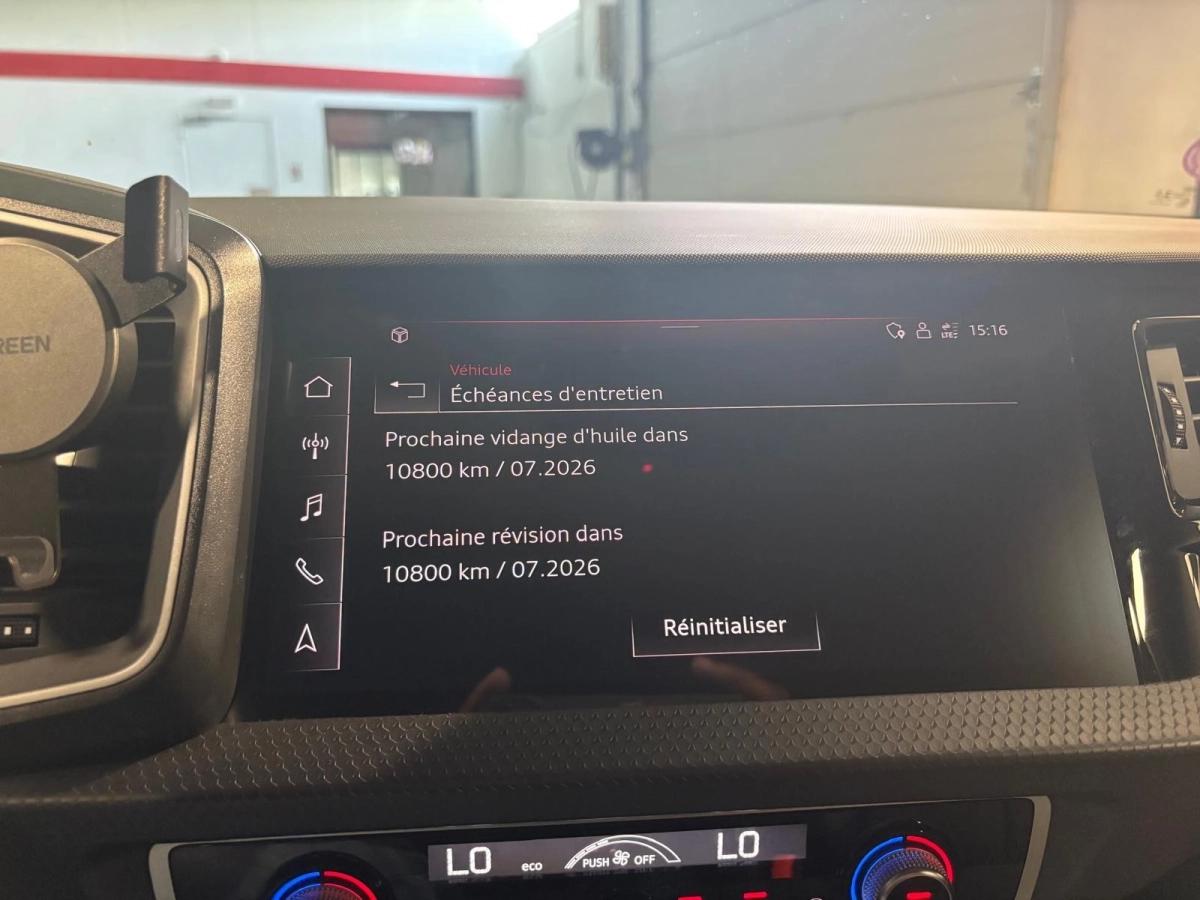 REEN
LTE
15:16
Véhicule
Échéances d'entretien
Prochaine vidange d'huile dans
10800 km / 07.2026
Prochaine révision dans
10800 km / 07.2026
Réinitialiser
LO eco PUSH OFF LO